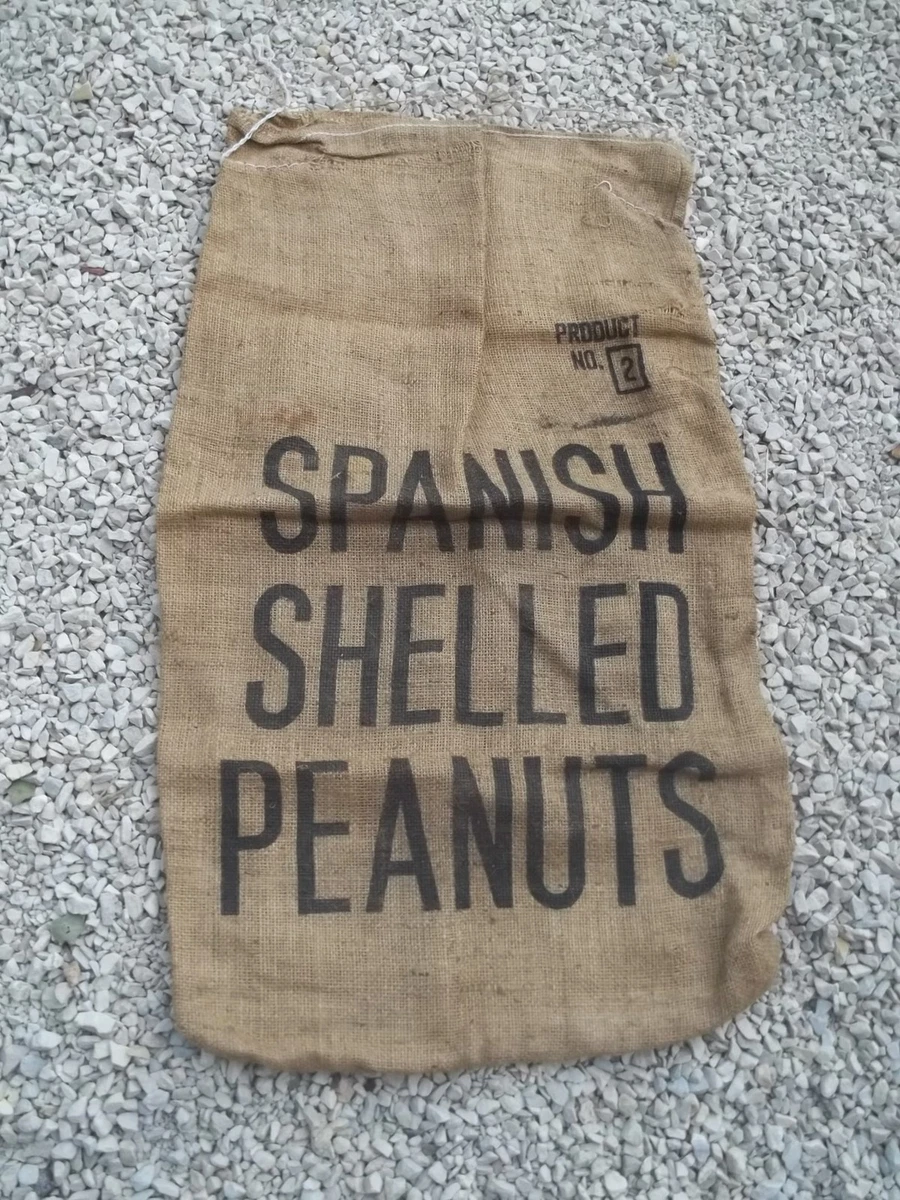 PRODUCT
NO. 2
SPANISH
SHELLED
PEANUTS